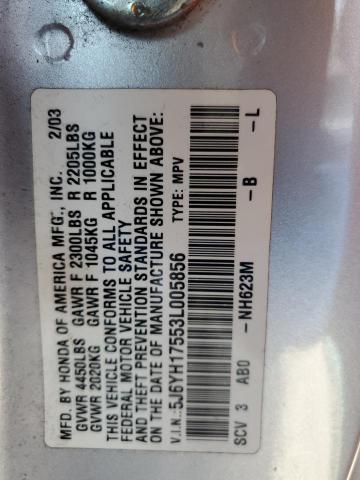 MFD. BY HONDA OF AMERICA MFG., INC. 2/03
GVWR 4450LBS GAWR F 2300LBS GAWR R 2205LBS
GVWR 2020KG GAWR F 1045KG R 1000KG
THIS VEHICLE CONFORMS TO ALL APPLICABLE
FEDERAL MOTOR VEHICLE SAFETY
AND THEFT PREVENTION STANDARDS IN EFFECT
ON THE DATE OF MANUFACTURE SHOWN ABOVE:
V.I.N.:5J6YH17553L005856 TYPE: MPV
SCV 3 AB0 -NH623M -B -L